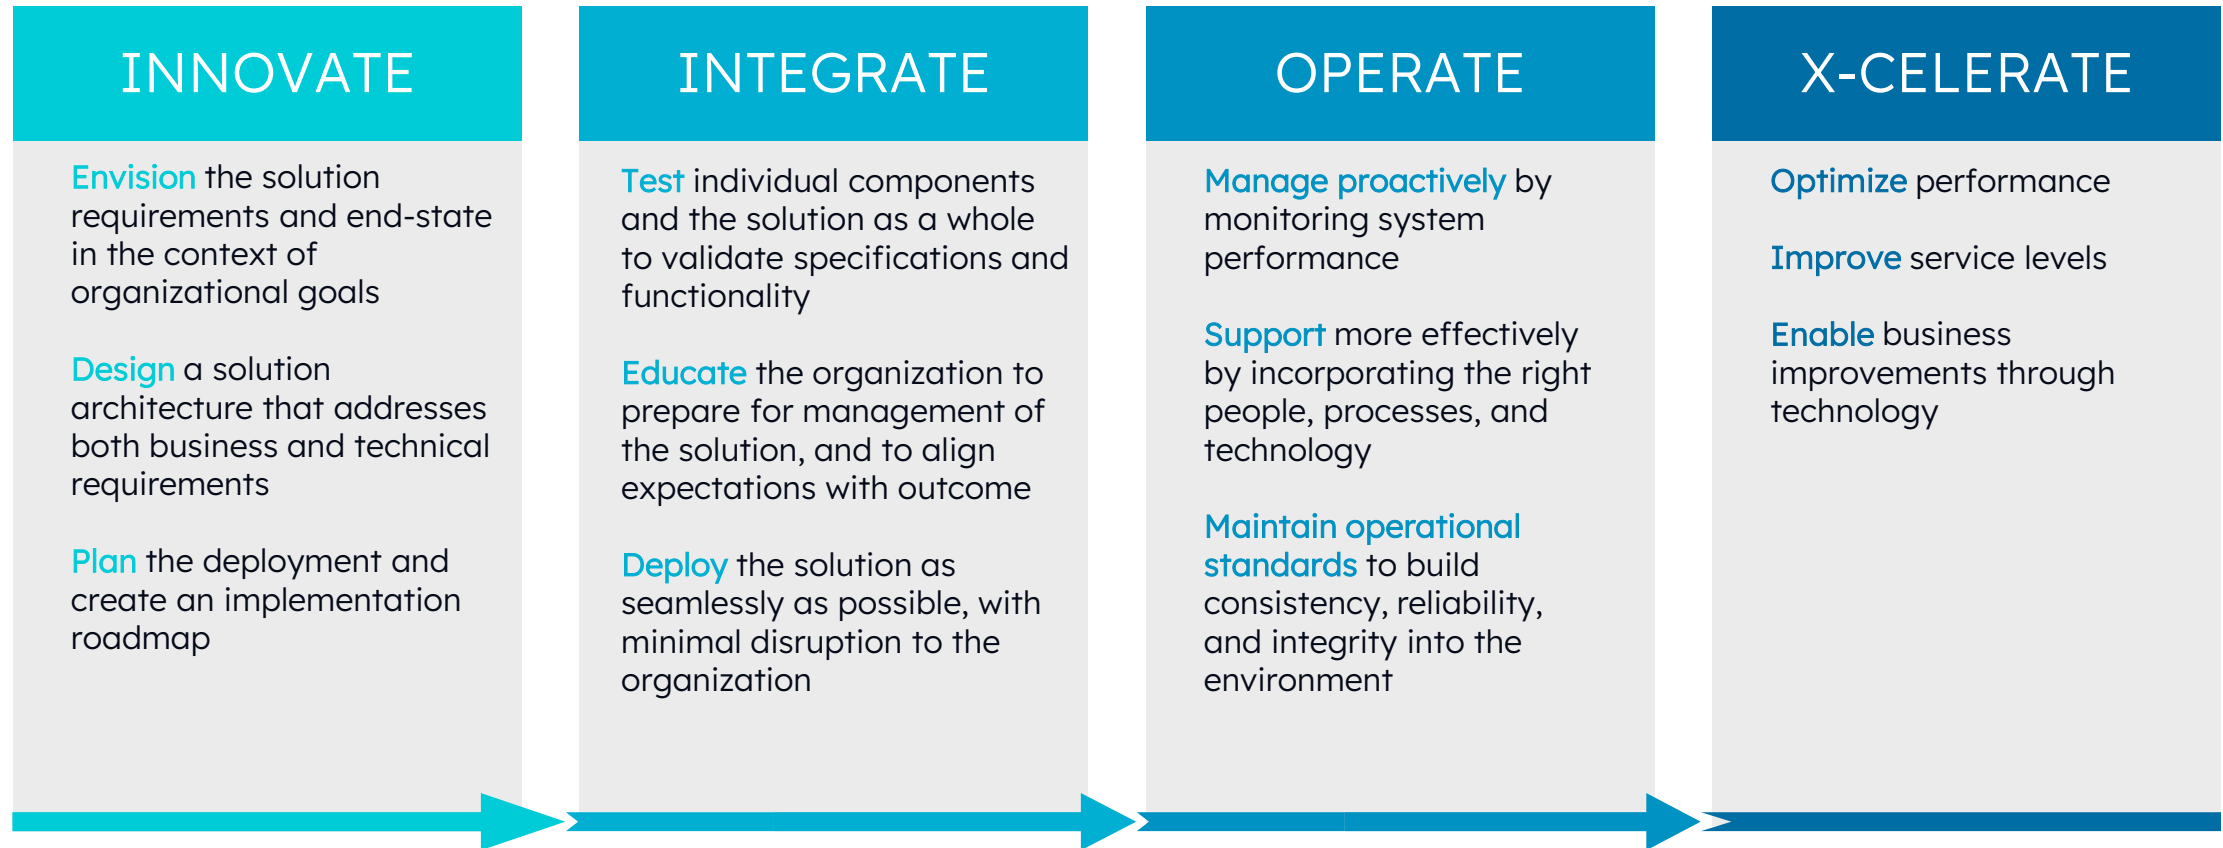 INNOVATE
Envision the solution
requirements and end-state
in the context of
organizational goals
Design a solution
architecture that addresses
both business and technical
requirements
Plan the deployment and
create an implementation
roadmap
INTEGRATE
Test individual components
and the solution as a whole
to validate specifications and
functionality
Educate the organization to
prepare for management of
the solution, and to align
expectations with outcome
Deploy the solution as
seamlessly as possible, with
minimal disruption to the
organization
OPERATE
Manage proactively by
monitoring system
performance
Support more effectively
by incorporating the right
people, processes, and
technology
Maintain operational
standards to build
consistency, reliability,
and integrity into the
environment
X-CELERATE
Optimize performance
Improve service levels
Enable business
improvements through
technology